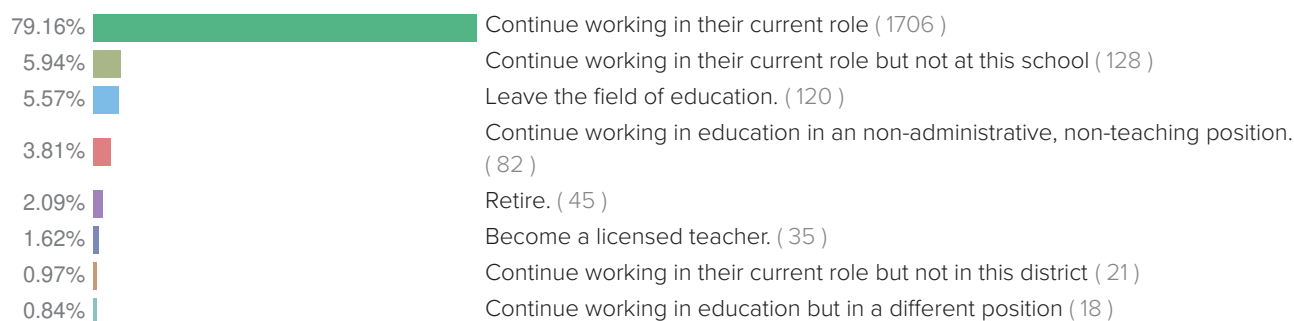 79.16% Continue working in their current role ( 1706 )
5.94% Continue working in their current role but not at this school ( 128 )
5.57% Leave the field of education. ( 120 )
3.81% Continue working in education in an non-administrative, non-teaching position.
( 82 )
2.09% Retire. ( 45 )
1.62% Become a licensed teacher. ( 35 )
0.97% Continue working in their current role but not in this district ( 21 )
0.84% Continue working in education but in a different position ( 18 )